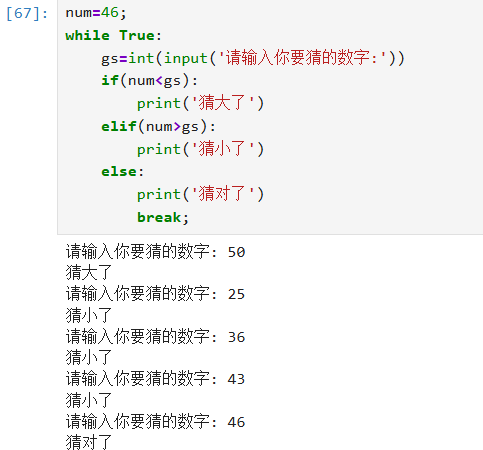 [67]: num=46;
while True:
    gs=int(input('请输入你要猜的数字:'))
    if(num<gs):
        print('猜大了')
    elif(num>gs):
        print('猜小了')
    else:
        print('猜对了')
        break;
请输入你要猜的数字: 50
猜大了
请输入你要猜的数字: 25
猜小了
请输入你要猜的数字: 36
猜小了
请输入你要猜的数字: 43
猜小了
请输入你要猜的数字: 46
猜对了